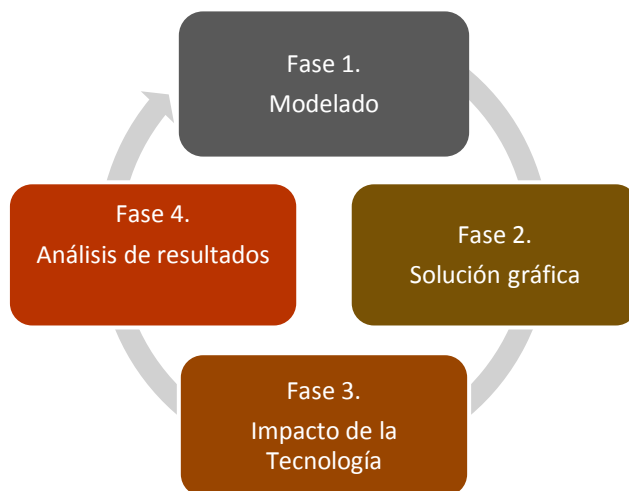 Fase 1.
Modelado
Fase 2.
Solución gráfica
Fase 3.
Impacto de la
Tecnología
Fase 4.
Análisis de resultados